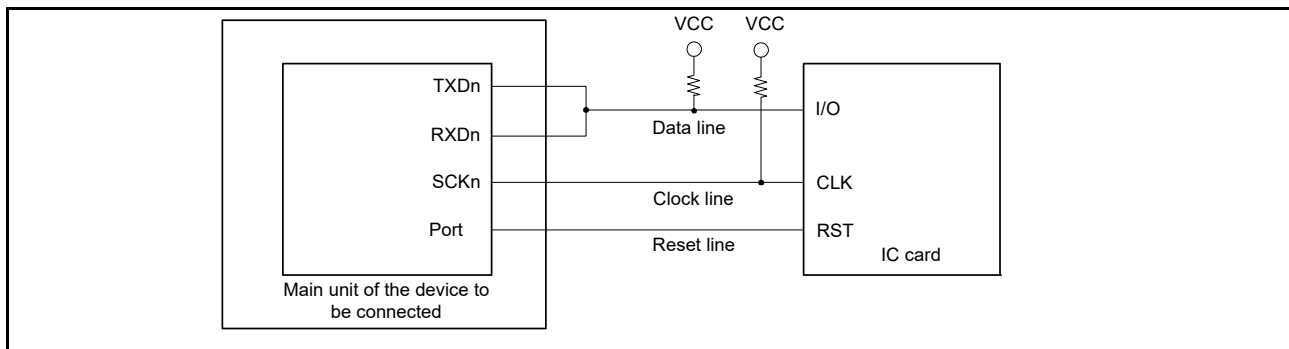 VCC VCC
TXDn
I/O
Data line
RXDn
SCKn
CLK
Clock line
Port
RST
Reset line
IC card
Main unit of the device to
be connected